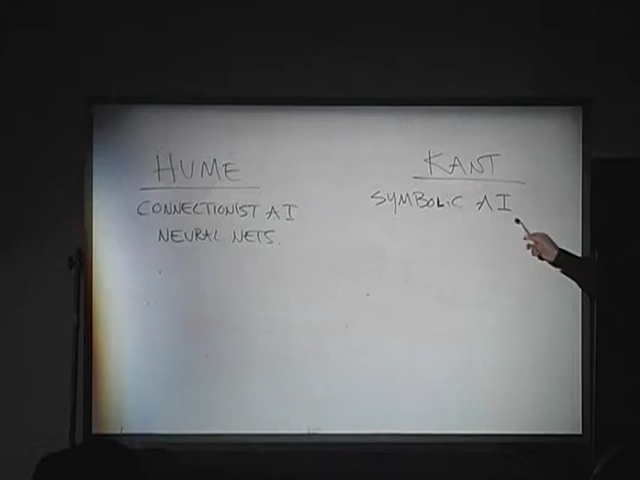 HUME
CONNECTIONIST AI
NEURAL NETS.
KANT
SYMBOLIC AI